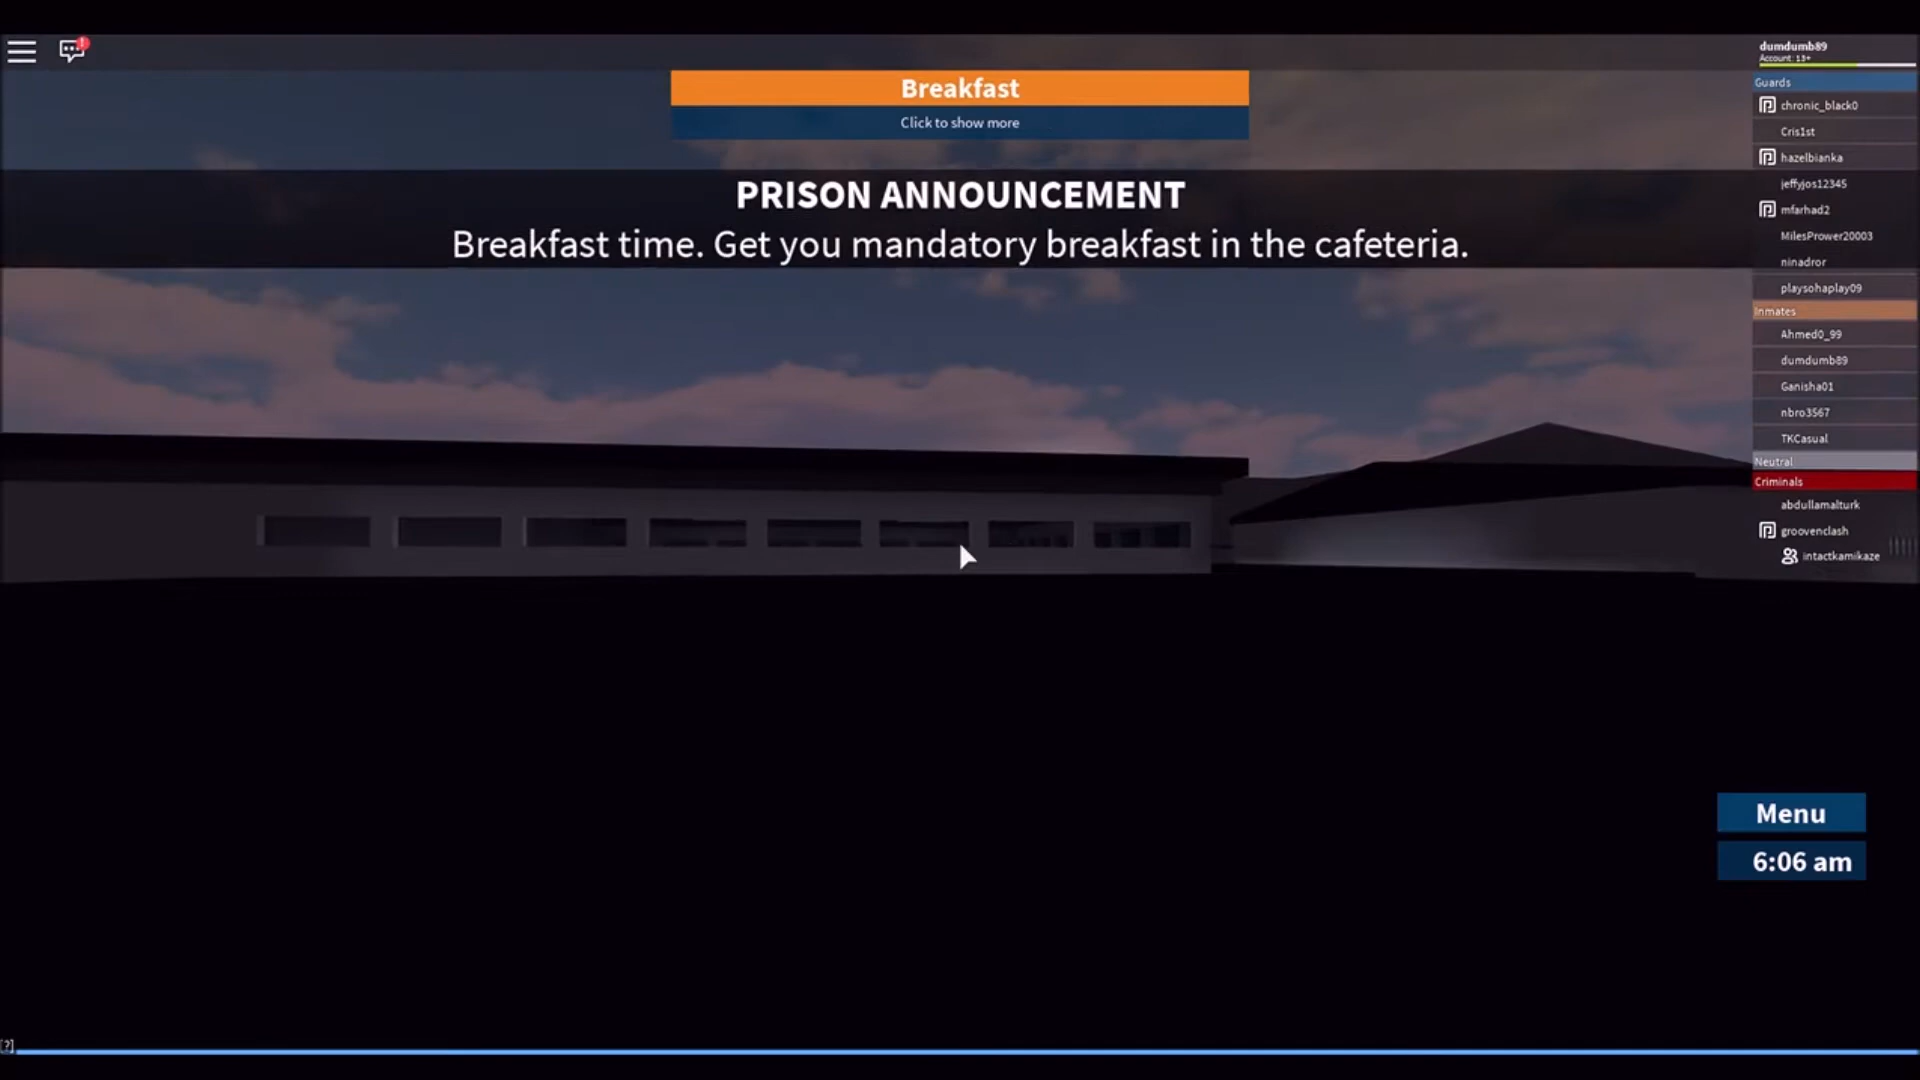 dumdumb89
Account: 13+
Breakfast
Click to show more
PRISON ANNOUNCEMENT
Breakfast time. Get you mandatory breakfast in the cafeteria.
Guards
chronic_black0
Cris1st
hazelbianka
jeffyjos12345
mfarhad2
MilesPrower20003
ninadror
playsohaplay09
Inmates
Ahmed0_99
dumdumb89
Ganisha01
nbro3567
TKCasual
Neutral
Criminals
abdullamalturk
groovenclash
intactkamikaze
Menu
6:06 am
[?]